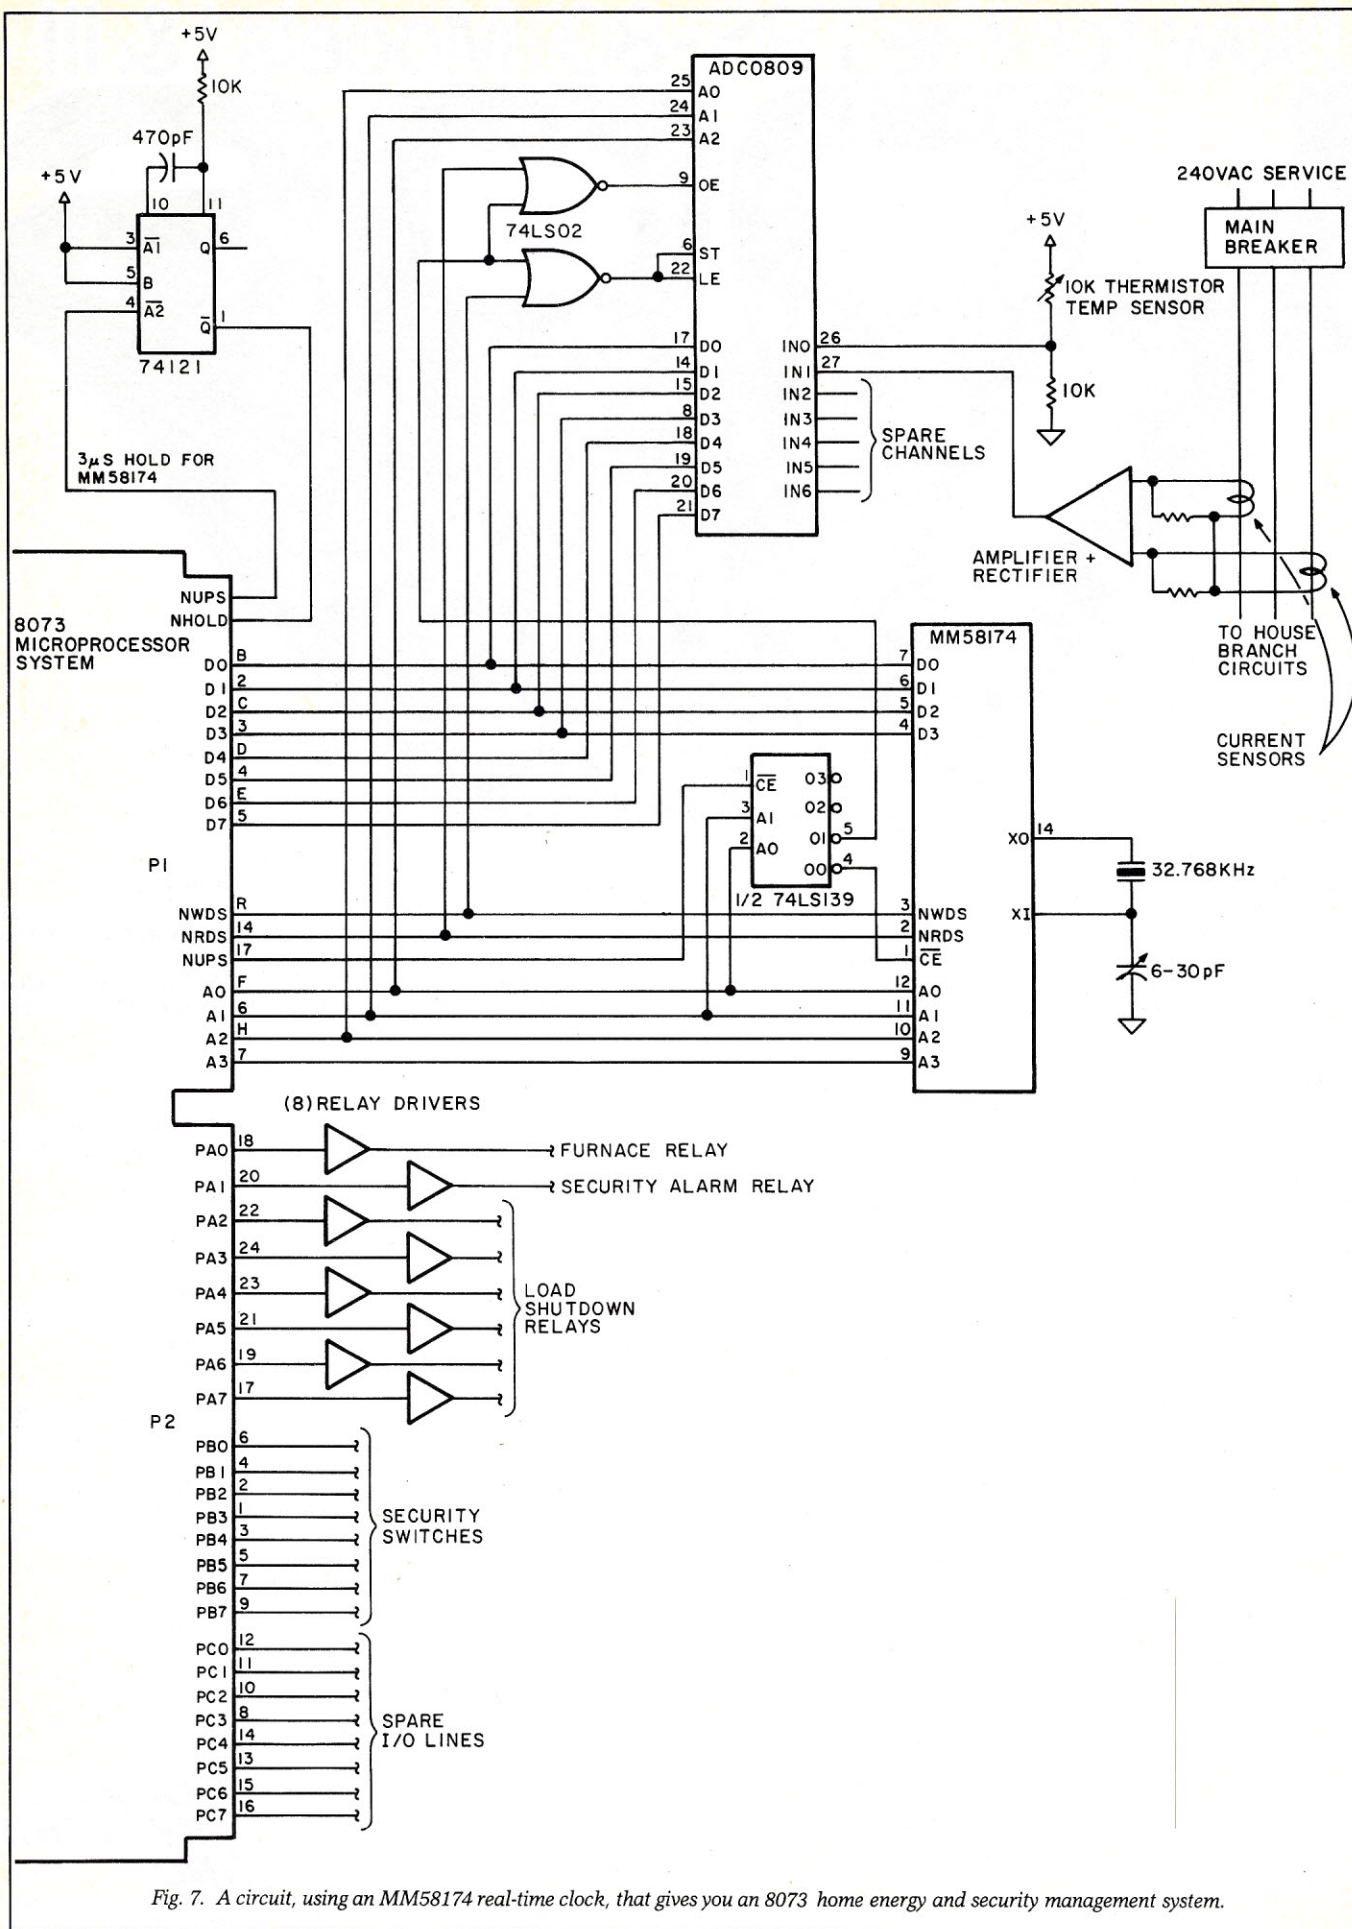 +5V
10K
470pF
+5V
10
11
3
A1
Q
6
5
B
4
A2
Q
1
74121
3µS HOLD FOR
MM58174
ADC0809
25
A0
24
A1
23
A2
9
OE
74LS02
6
ST
22
LE
17
D0
14
D1
15
D2
8
D3
18
D4
19
D5
20
D6
21
D7
IN0
26
IN1
27
IN2
IN3
IN4
IN5
IN6
SPARE
CHANNELS
+5V
10K THERMISTOR
TEMP SENSOR
10K
240VAC SERVICE
MAIN
BREAKER
AMPLIFIER +
RECTIFIER
TO HOUSE
BRANCH
CIRCUITS
CURRENT
SENSORS
8073
MICROPROCESSOR
SYSTEM
NUPS
NHOLD
D0
B
D1
2
D2
C
D3
3
D4
D
D5
4
D6
E
D7
5
P1
NWDS
R
NRDS
14
NUPS
17
A0
F
A1
6
A2
H
A3
7
1
CE
3
A1
2
A0
O3
O2
O1
5
O0
4
1/2 74LS139
MM58174
7
D0
6
D1
5
D2
4
D3
3
NWDS
2
NRDS
1
CE
12
A0
11
A1
10
A2
9
A3
XO
14
XI
32.768KHz
6-30pF
(8) RELAY DRIVERS
PA0
18
FURNACE RELAY
PA1
20
SECURITY ALARM RELAY
PA2
22
PA3
24
PA4
23
PA5
21
PA6
19
PA7
17
LOAD
SHUTDOWN
RELAYS
P2
PB0
6
PB1
4
PB2
2
PB3
1
PB4
3
PB5
5
PB6
7
PB7
9
SECURITY
SWITCHES
PC0
12
PC1
11
PC2
10
PC3
8
PC4
14
PC5
13
PC6
15
PC7
16
SPARE
I/O LINES
Fig. 7. A circuit, using an MM58174 real-time clock, that gives you an 8073 home energy and security management system.